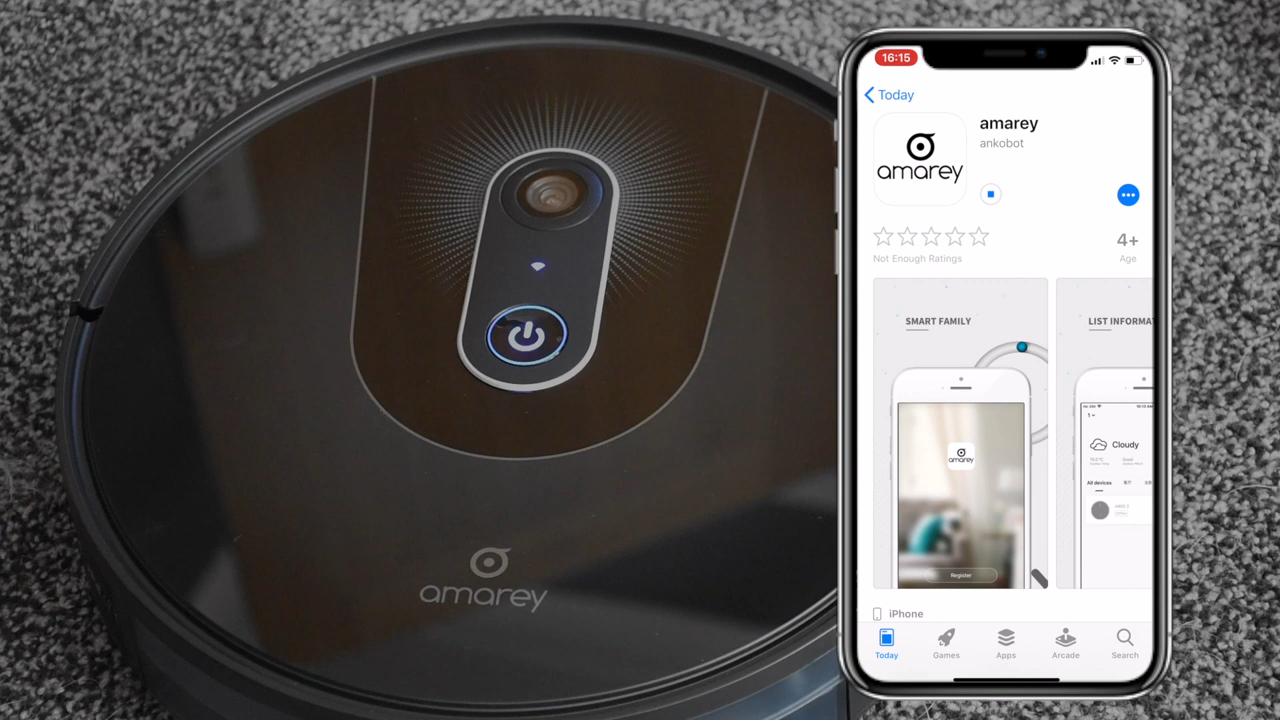 amarey
16:15
Today
amarey
amarey
ankobot
Not Enough Ratings
4+
Age
SMART FAMILY
amarey
Register
LIST INFORMA
Cloudy
All devices
iPhone
Today
Games
Apps
Arcade
Search